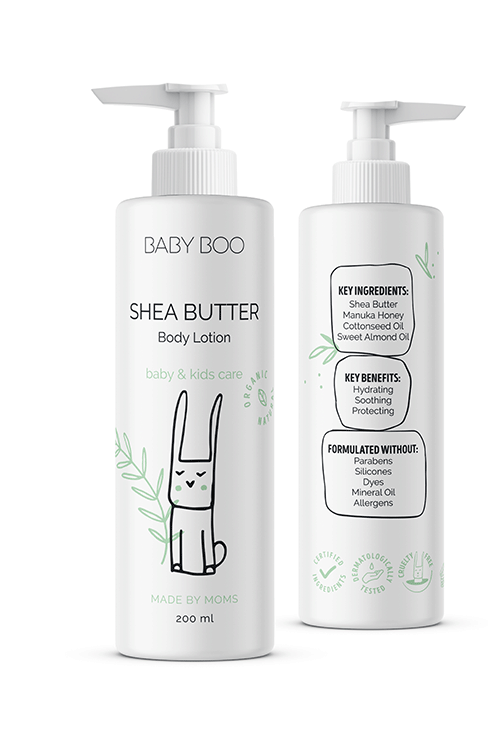 BABY BOO
SHEA BUTTER
Body Lotion
baby & kids care
ORGANIC
NATURAL
MADE BY MOMS
200 ml
KEY INGREDIENTS:
Shea Butter
Manuka Honey
Cottonseed Oil
Sweet Almond Oil
KEY BENEFITS:
Hydrating
Soothing
Protecting
FORMULATED WITHOUT:
Parabens
Silicones
Dyes
Mineral Oil
Allergens
CERTIFIED
INGREDIENTS
DERMATOLOGICALLY
TESTED
CRUELTY FREE